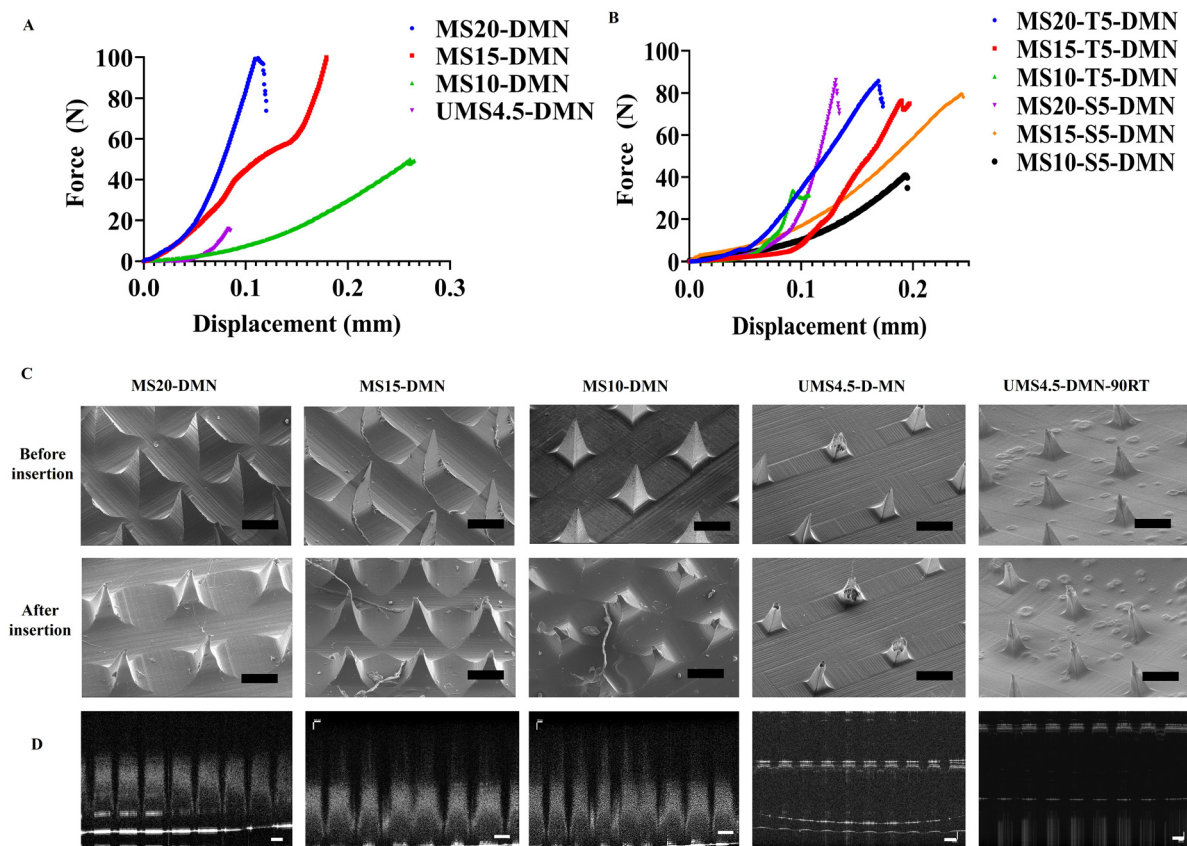 A
MS20-DMN
MS15-DMN
MS10-DMN
UMS4.5-DMN
100
80
60
40
20
0
Force (N)
0.0
0.1
0.2
0.3
Displacement (mm)
B
MS20-T5-DMN
MS15-T5-DMN
MS10-T5-DMN
MS20-S5-DMN
MS15-S5-DMN
MS10-S5-DMN
100
80
60
40
20
0
Force (N)
0.0
0.1
0.2
Displacement (mm)
C
MS20-DMN
MS15-DMN
MS10-DMN
UMS4.5-D-MN
UMS4.5-DMN-90RT
Before
insertion
After
insertion
D